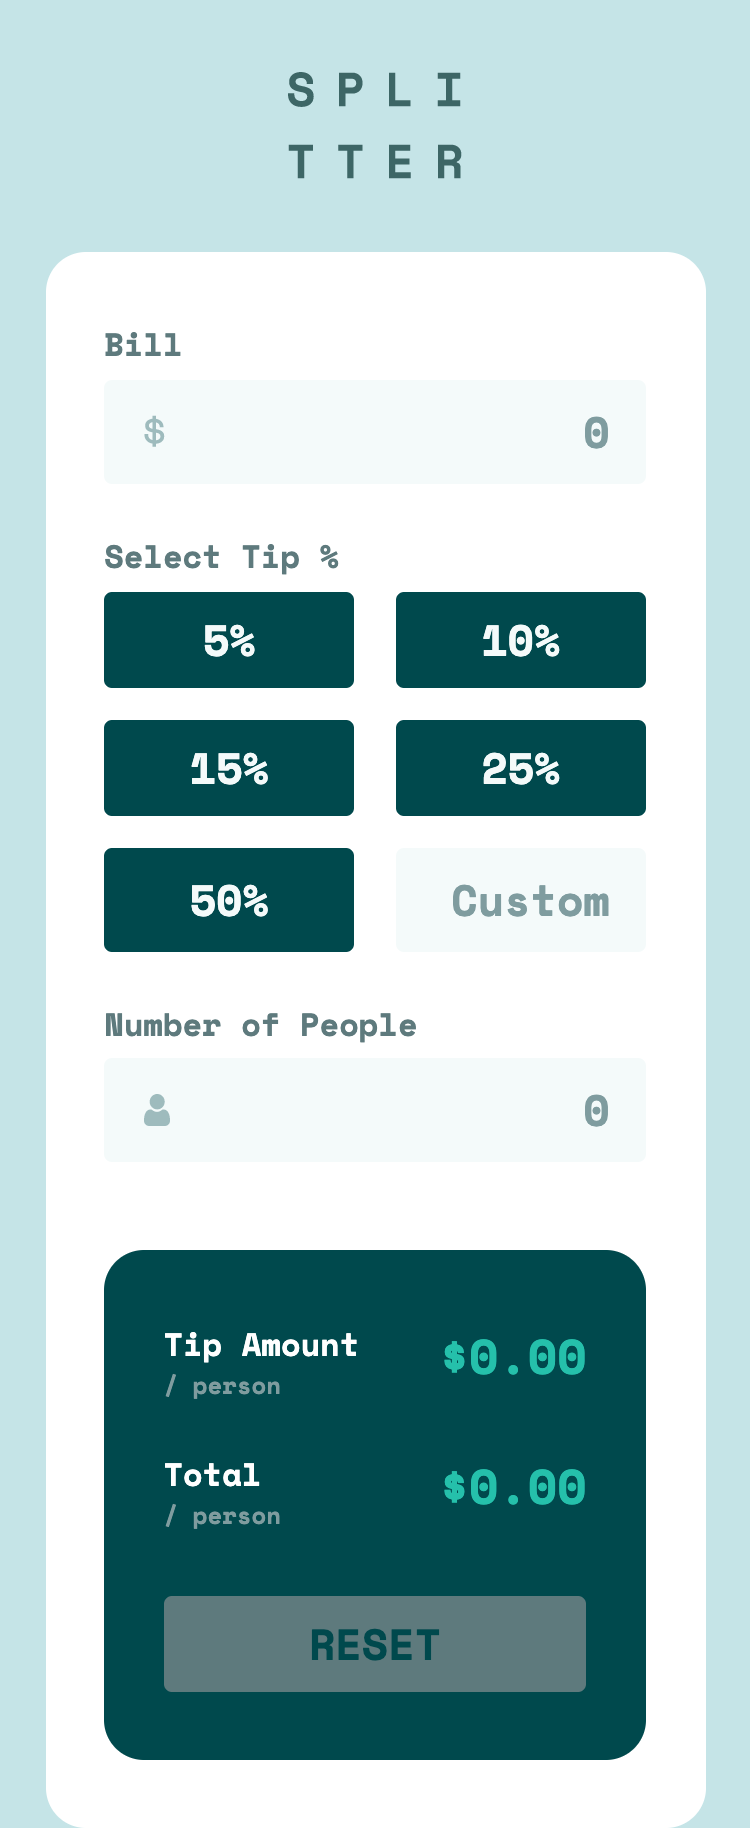 SPLI
TTER
Bill
$ 0
Select Tip %
5% 10%
15% 25%
50% Custom
Number of People
0
Tip Amount $0.00
/ person
Total $0.00
/ person
RESET